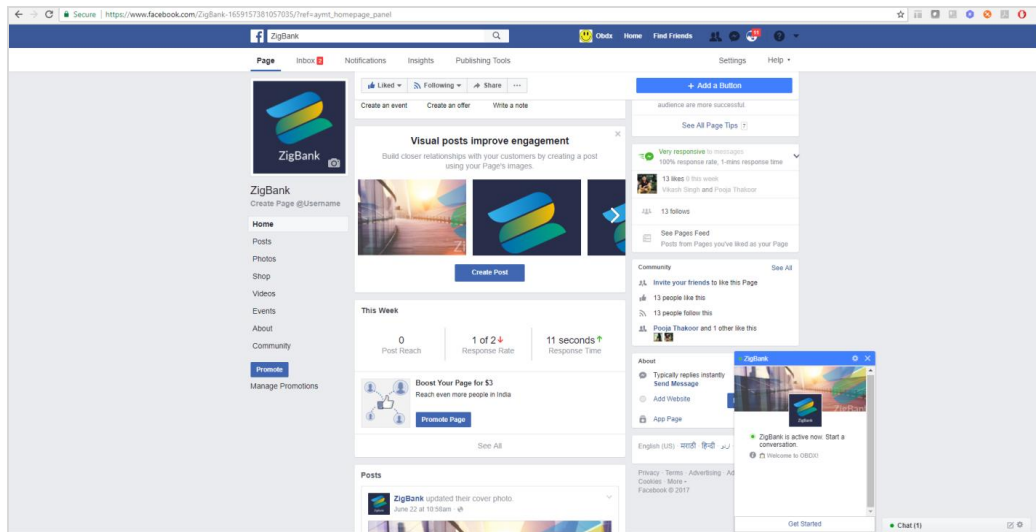 Secure | https://www.facebook.com/ZigBank-1659157381057035/?ref=aymt_homepage_panel
ZigBank
Obdx Home Find Friends
Page Inbox 2 Notifications Insights Publishing Tools Settings Help
Liked Following Share ... + Add a Button
Create an event Create an offer Write a note
audience are more successful
See All Page Tips ?
ZigBank
ZigBank
Create Page @Username
Home
Posts
Photos
Shop
Videos
Events
About
Community
Promote
Manage Promotions
Visual posts improve engagement
Build closer relationships with your customers by creating a post
using your Page's images.
Create Post
This Week
0
Post Reach
1 of 2
Response Rate
11 seconds
Response Time
Boost Your Page for $3
Reach even more people in India
Promote Page
See All
Posts
ZigBank updated their cover photo.
June 22 at 10:56am
Very responsive to messages
100% response rate, 1-mins response time
13 likes 0 this week
Vikash Singh and Pooja Thakoor
13 follows
See Pages Feed
Posts from Pages you've liked as your Page
Community See All
Invite your friends to like this Page
13 people like this
13 people follow this
Pooja Thakoor and 1 other like this
About
Typically replies instantly
Send Message
Add Website
App Page
English (US) · मराठी · हिन्दी · اردو
Privacy · Terms · Advertising · Ad
Cookies · More
Facebook © 2017
ZigBank
ZigBank
ZigBank is active now. Start a
conversation.
Welcome to OBDX!
Get Started
Chat (1)